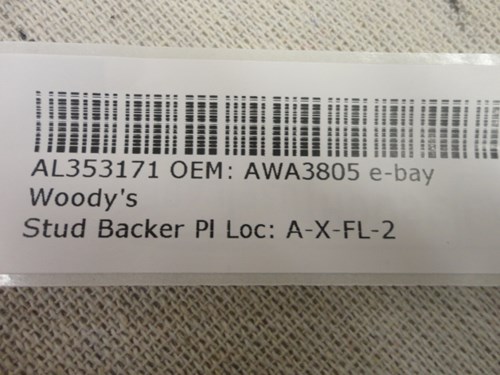 AL353171 OEM: AWA3805 e-bay
Woody's
Stud Backer Pl Loc: A-X-FL-2